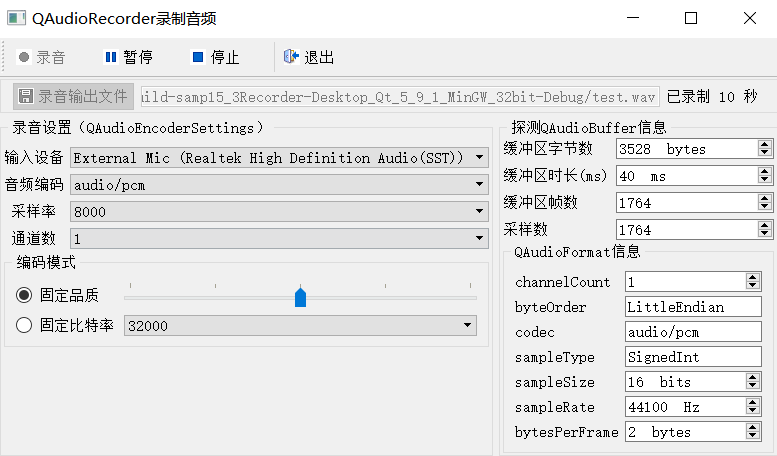 QAudioRecorder录制音频
录音 暂停 停止 退出
录音输出文件 ild-samp15_3Recorder-Desktop_Qt_5_9_1_MinGW_32bit-Debug/test.wav 已录制 10 秒
录音设置（QAudioEncoderSettings）
输入设备 External Mic (Realtek High Definition Audio(SST))
音频编码 audio/pcm
采样率 8000
通道数 1
编码模式
固定品质
固定比特率 32000
探测QAudioBuffer信息
缓冲区字节数 3528 bytes
缓冲区时长(ms) 40 ms
缓冲区帧数 1764
采样数 1764
QAudioFormat信息
channelCount 1
byteOrder LittleEndian
codec audio/pcm
sampleType SignedInt
sampleSize 16 bits
sampleRate 44100 Hz
bytesPerFrame 2 bytes